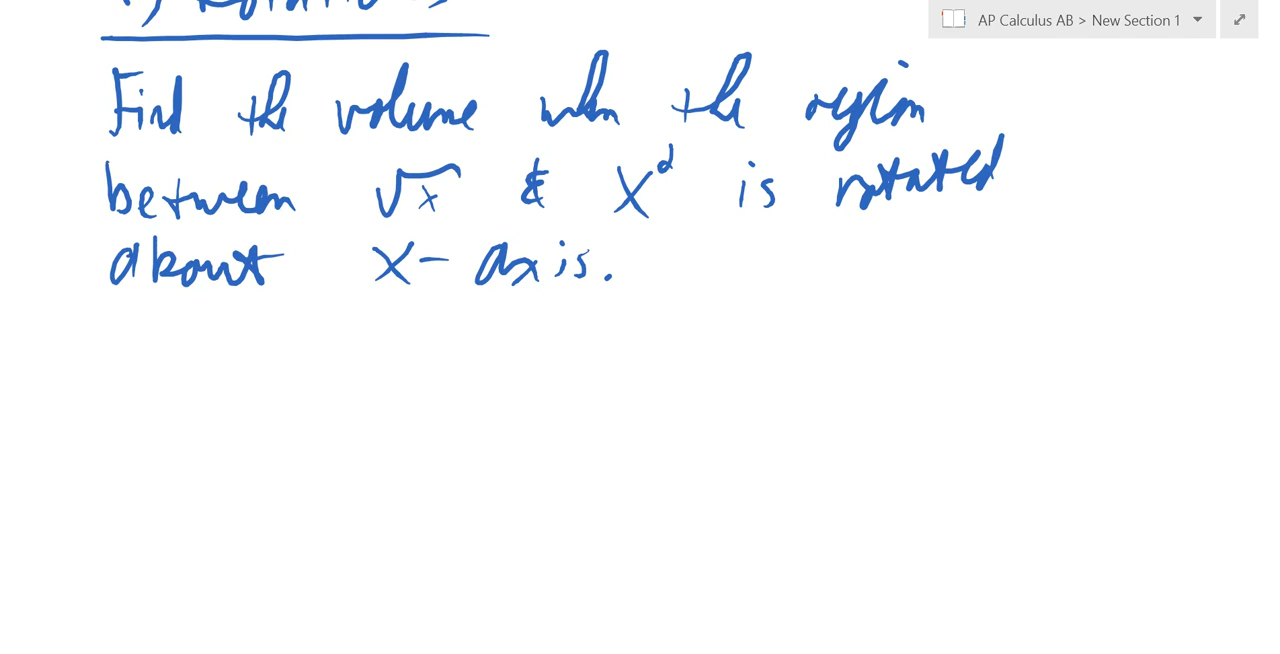 AP Calculus AB > New Section 1
Find the volume when the region
between √x & x² is rotated
about x-axis.